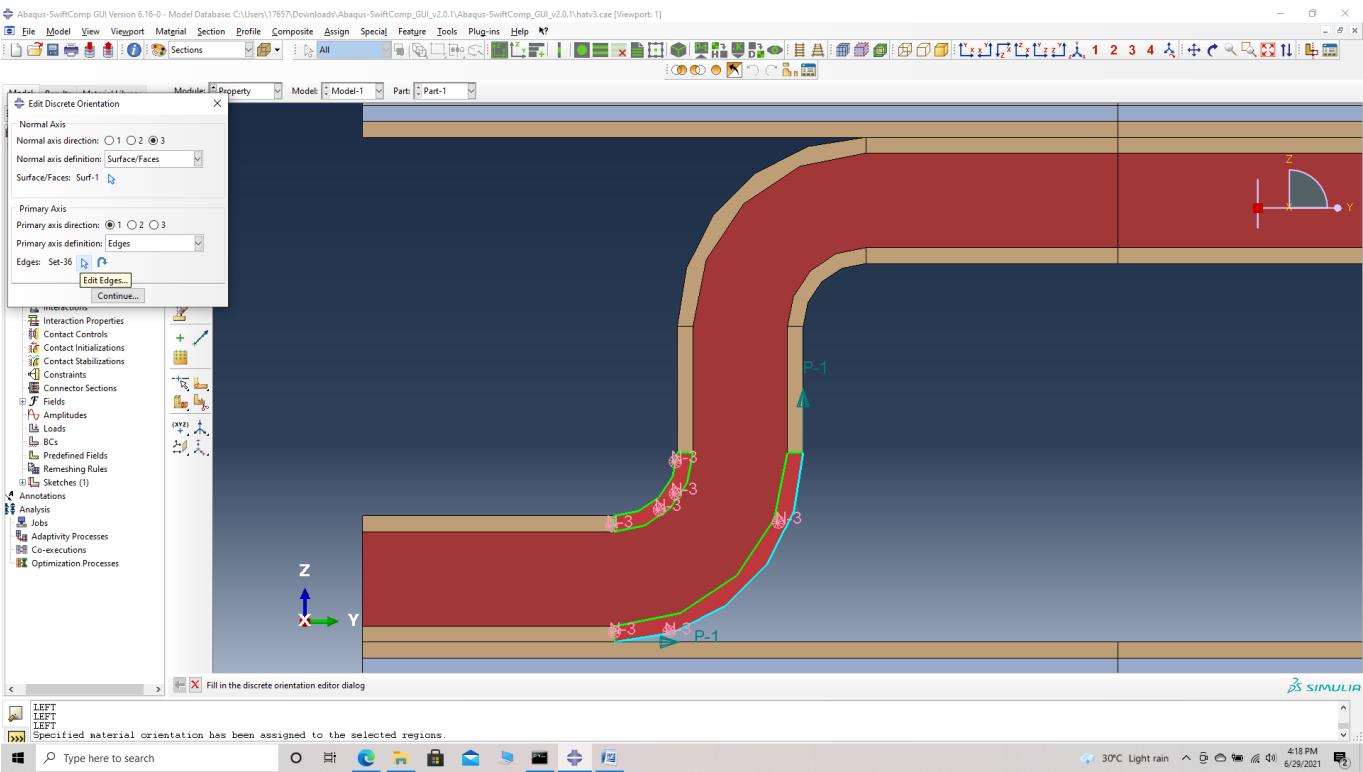 Abaqus-SwiftComp GUI Version 6.16-0 - Model Database: C:\Users\17657\Downloads\Abaqus-SwiftComp_GUI_v2.0.1\Abaqus-SwiftComp_GUI_v2.0.1\hatv3.cae [Viewport: 1]
File Model View Viewport Material Section Profile Composite Assign Special Feature Tools Plug-ins Help
Sections All 1 2 3 4
Module: Property Model: Model-1 Part: Part-1
Edit Discrete Orientation
Normal Axis
Normal axis direction: 1 2 3
Normal axis definition: Surface/Faces
Surface/Faces: Surf-1
Primary Axis
Primary axis direction: 1 2 3
Primary axis definition: Edges
Edges: Set-36
Edit Edges...
Continue...
Interactions
Interaction Properties
Contact Controls
Contact Initializations
Contact Stabilizations
Constraints
Connector Sections
Fields
Amplitudes
Loads
BCs
Predefined Fields
Remeshing Rules
Sketches (1)
Annotations
Analysis
Jobs
Adaptivity Processes
Co-executions
Optimization Processes
(XYZ)
Z
X Y
P-1
N-3
N-3
N-3
N-3
N-3
N-3
N-3
P-1
Z
X Y
Fill in the discrete orientation editor dialog
SIMULIA
LEFT
LEFT
LEFT
Specified material orientation has been assigned to the selected regions.
>>>
Type here to search
30°C Light rain
4:18 PM
6/29/2021
2